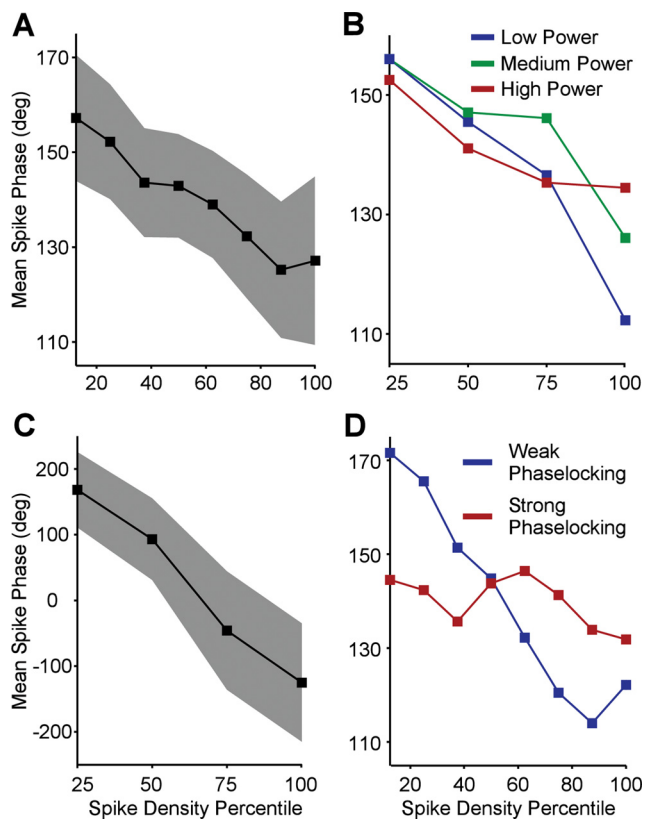 A
Mean Spike Phase (deg)
170
150
130
110
20
40
60
80
100
B
Low Power
Medium Power
High Power
150
130
110
25
50
75
100
C
Mean Spike Phase (deg)
200
100
0
-100
-200
25
50
75
100
Spike Density Percentile
D
Weak
Phaselocking
Strong
Phaselocking
170
150
130
110
20
40
60
80
100
Spike Density Percentile